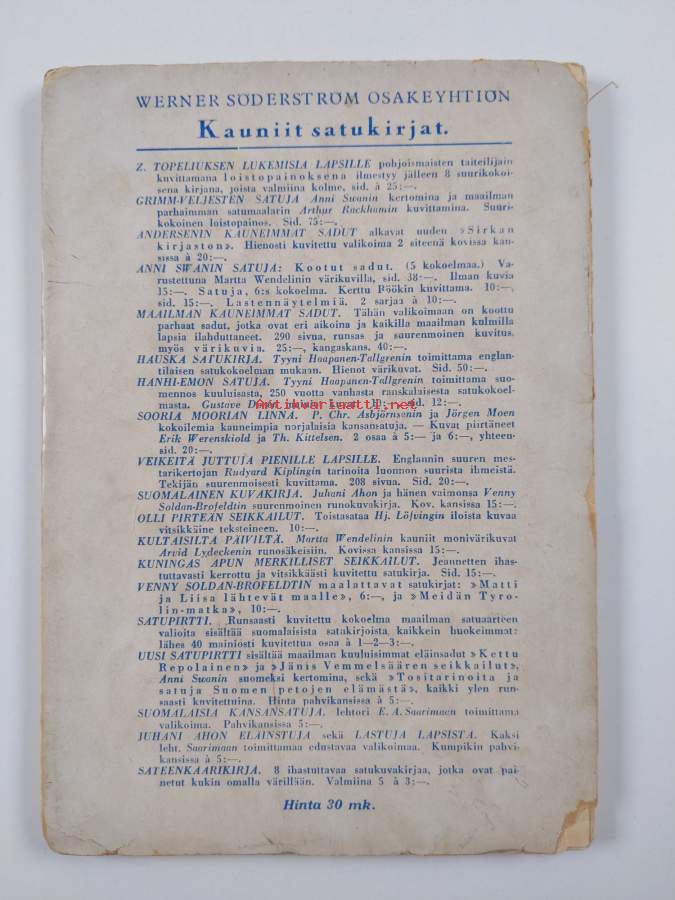 WERNER SÖDERSTRÖM OSAKEYHTIÖN
Kauniit satukirjat.
Z. TOPELIUKSEN LUKEMISIA LAPSILLE pohjoismaisten taiteilijain
kuvittamana loistopainoksena ilmestyy jälleen 8 suurikokoi-
sena kirjana, joista valmiina kolme, sid. à 25:—.
GRIMM-VELJESTEN SATUJA Anni Swanin kertomina ja maailman
parhaimman satumaalarin Arthur Rackhamin kuvittamina. Suuri-
kokoinen loistopainos. Sid. 75:—.
ANDERSENIN KAUNEIMMAT SADUT alkavat uuden »Sirkan
kirjaston». Hienosti kuvitettu valikoima 2 siteenä kovissa kan-
sissa à 20:—.
ANNI SWANIN SATUJA: Kootut sadut. (5 kokoelmaa.) Va-
rustettuna Martta Wendelinin värikuvilla, sid. 38:—. Ilman kuvia
15:—. Satuja, 6:s kokoelma. Kerttu Pöökin kuvittama. 10:—,
sid. 15:—. Lastennäytelmiä. 2 sarjaa à 10:—.
MAAILMAN KAUNEIMMAT SADUT. Tähän valikoimaan on koottu
parhaat sadut, jotka ovat eri aikoina ja kaikilla maailman kulmilla
lapsia ilahduttaneet. 290 sivua, runsas ja suurenmoinen kuvitus,
myös värikuvia. 25:—, kangaskans. 40:—.
HAUSKA SATUKIRJA. Tyyni Haapanen-Tallgrenin toimittama englan-
tilaisen satukokoelman mukaan. Hienot värikuvat. Sid. 50:—.
HANHI-EMON SATUJA. Tyyni Haapanen-Tallgrenin toimittama suo-
mennos kuuluisasta, 250 vuotta vanhasta ranskalaisesta satukokoel-
masta. Gustave Dorén 10:—, sid. 12:—.
antikvariaatti.net
SOORIA MOORIAN LINNA. P. Chr. Asbjörnsenin ja Jörgen Moen
kokoilemia kauneimpia norjalaisia kansansatuja. — Kuvat piirtäneet
Erik Werenskiold ja Th. Kittelsen. 2 osaa à 5:— ja 6:—, yhteen-
sid. 20:—.
VEIKEITÄ JUTTUJA PIENILLE LAPSILLE. Englannin suuren mes-
tarikertojan Rudyard Kiplingin tarinoita luonnon suurista ihmeistä.
Tekijän suurenmoisesti kuvittama. 208 sivua. Sid. 20:—.
SUOMALAINEN KUVAKIRJA. Juhani Ahon ja hänen vaimonsa Venny
Soldan-Brofeldtin suurenmoinen runokuvakirja. Kov. kansissa 15:—.
OLLI PIRTEÄN SEIKKAILUT. Toistasataa Hj. Löfvingin iloista kuvaa
vitsikkäine teksteineen. 10:—.
KULTAISILTA PÄIVILTÄ. Martta Wendelinin kauniit monivärikuvat
Arvid Lydeckenin runosäkeisiin. Kovissa kansissa 15:—.
KUNINGAS APUN MERKILLISET SEIKKAILUT. Jeannetten ihas-
tuttavasti kerrottu ja vitsikkäästi kuvitettu satukirja. Sid. 15:—.
VENNY SOLDAN-BROFELDTIN maalattavat satukirjat: »Matti
ja Liisa lähtevät maalle», 6:—, ja »Meidän Tyro-
lin-matka», 10:—.
SATUPIRTTI. Runsaasti kuvitettu kokoelma maailman satuaarteen
valioita sisältää suomalaisista satakirjoista kaikkein huokeimmat:
lähes 40 mainiosti kuvitettua osaa à 1—2—3:—.
UUSI SATUPIRTTI sisältää maailman kuuluisimmat eläinsadut »Kettu
Repolainen» ja »Jänis Vemmelsäären seikkailut»,
Anni Swanin suomeksi kertomina, sekä »Tositarinoita ja
satuja Suomen petojen elämästä», kaikki ylen run-
saasti kuvitettuina. Hinta pahvikansissa à 5:—.
SUOMALAISIA KANSANSATUJA, lehtori E. A. Saarimaan toimittama
valikoima. Pahvikansissa 5:—.
JUHANI AHON ELÄINSTUJA sekä LASTUJA LAPSISTA. Kaksi
leht. Saarimaan toimittamaa edustavaa valikoimaa. Kumpikin pahvi-
kansissa à 5:—.
SATEENKAARIKIRJA. 8 ihastuttavaa satukuvakirjaa, jotka ovat pai-
netut kukin omalla värillään. Valmiina 5 à 3:—.
Hinta 30 mk.